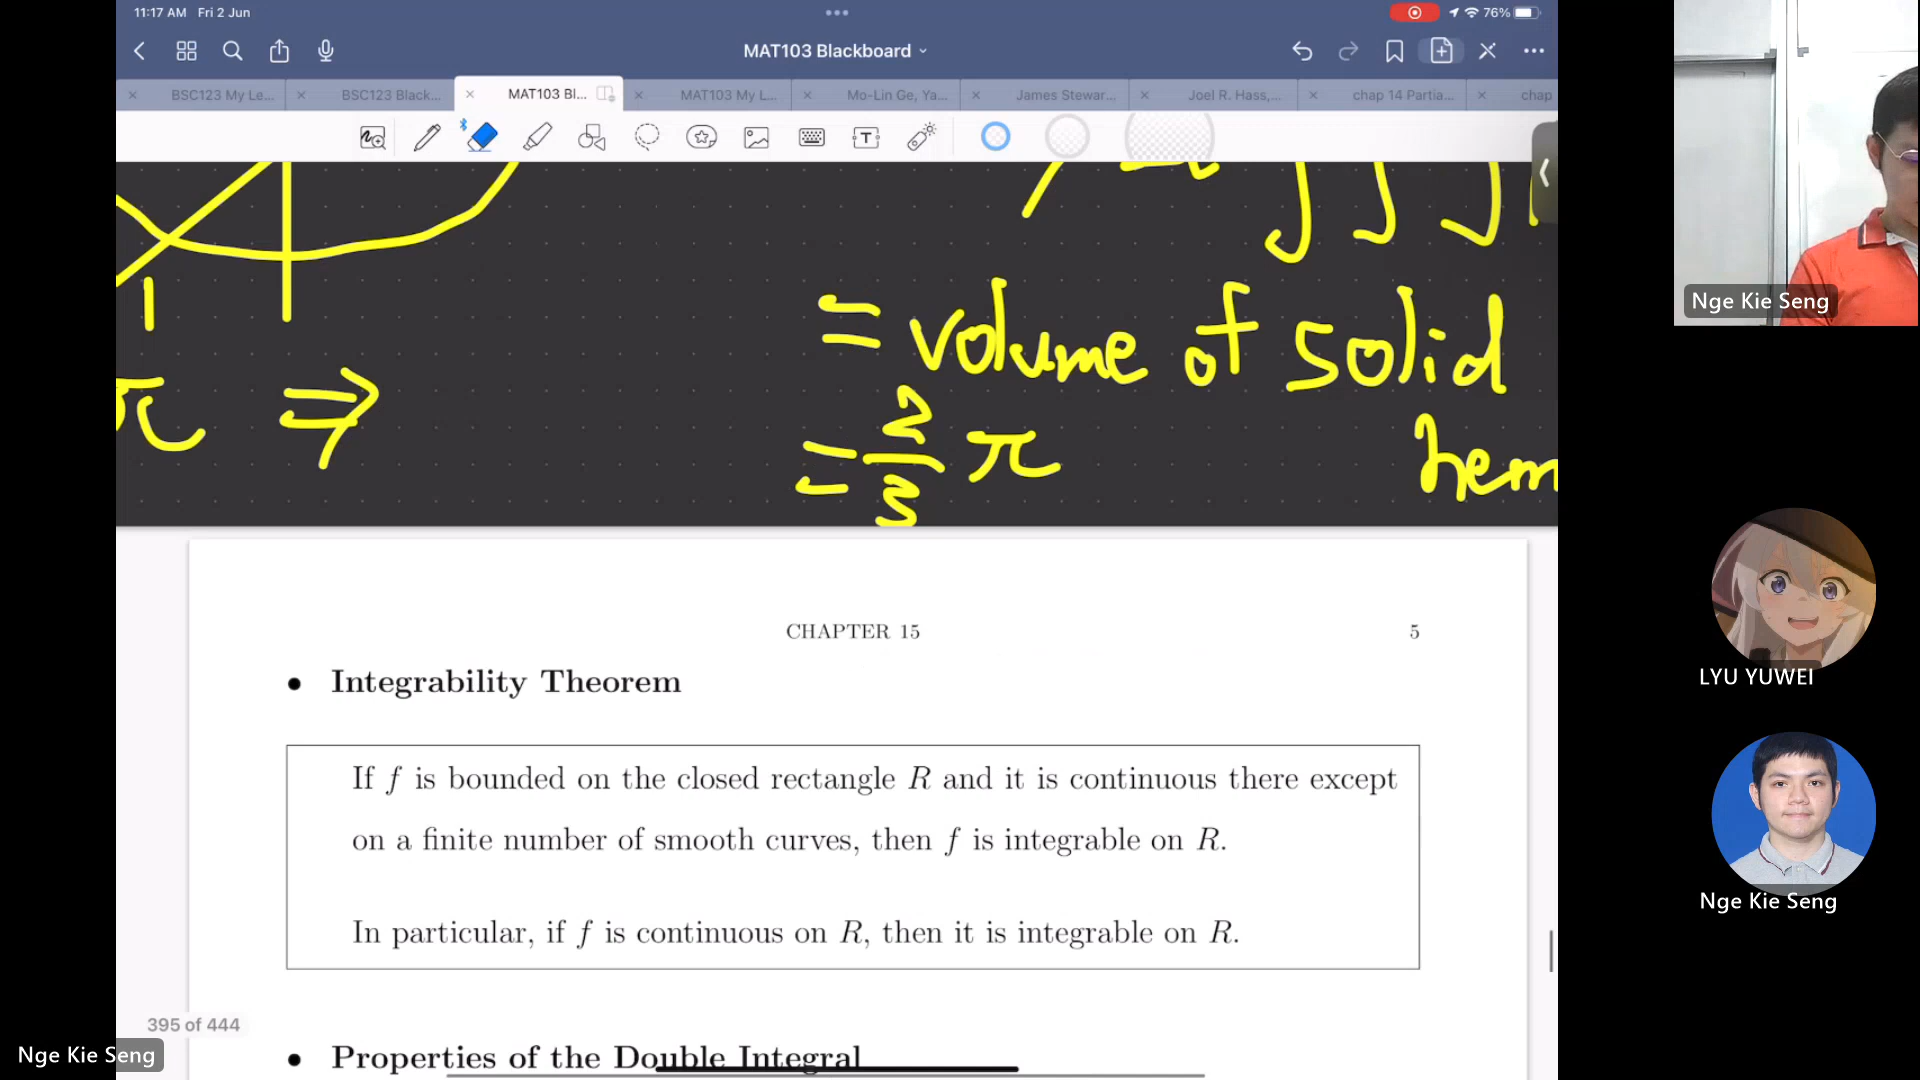 11:17 AM Fri 2 Jun
76%
MAT103 Blackboard
BSC123 My Le...
BSC123 Black...
MAT103 Bl...
MAT103 My L...
Mo-Lin Ge, Ya...
James Stewar...
Joel R. Hass,...
chap 14 Partia...
chap
= volume of solid
hem
π ⇒
= 2/3 π
CHAPTER 15 5
• Integrability Theorem
If f is bounded on the closed rectangle R and it is continuous there except
on a finite number of smooth curves, then f is integrable on R.
In particular, if f is continuous on R, then it is integrable on R.
395 of 444
• Properties of the Double Integral
Nge Kie Seng
Nge Kie Seng
LYU YUWEI
Nge Kie Seng